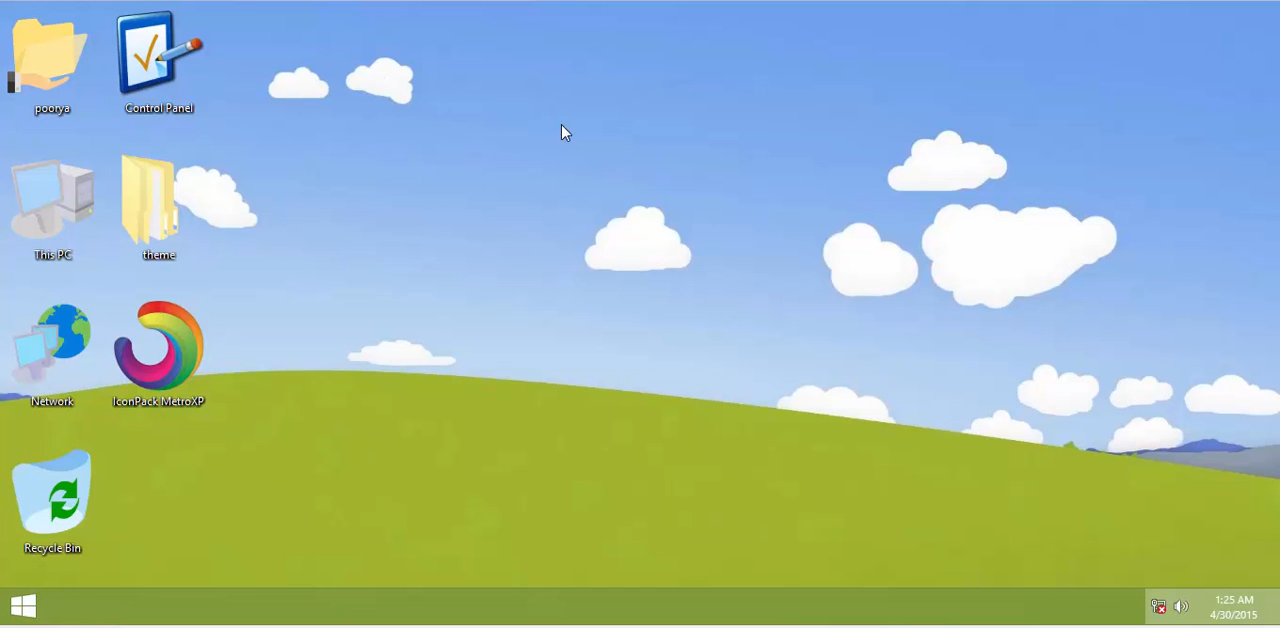 poorya
Control Panel
This PC
theme
Network
IconPack MetroXP
Recycle Bin
1:25 AM
4/30/2015